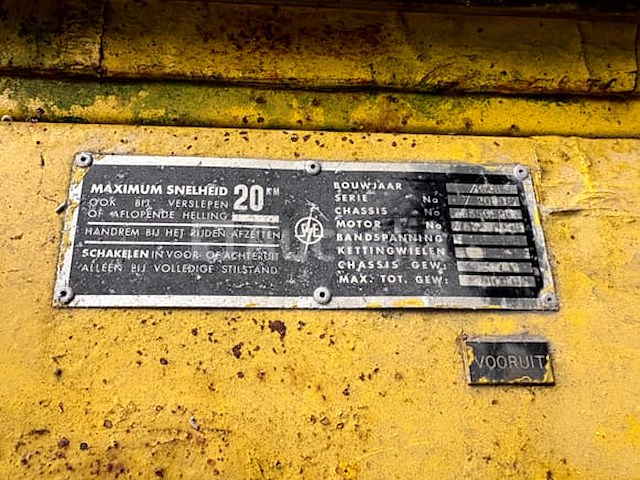 MAXIMUM SNELHEID 20 KM
OOK BIJ VERSLEPEN
OF AFLOPENDE HELLING
HANDREM BIJ HET RIJDEN AFZETTEN
SCHAKELEN IN VOOR- OF ACHTERUIT
ALLEEN BIJ VOLLEDIGE STILSTAND
BOUWJAAR
SERIE No
CHASSIS No
MOTOR No
BANDSPANNING
KETTINGWIELEN K
CHASSIS GEW:
MAX. TOT. GEW:
VOORUIT